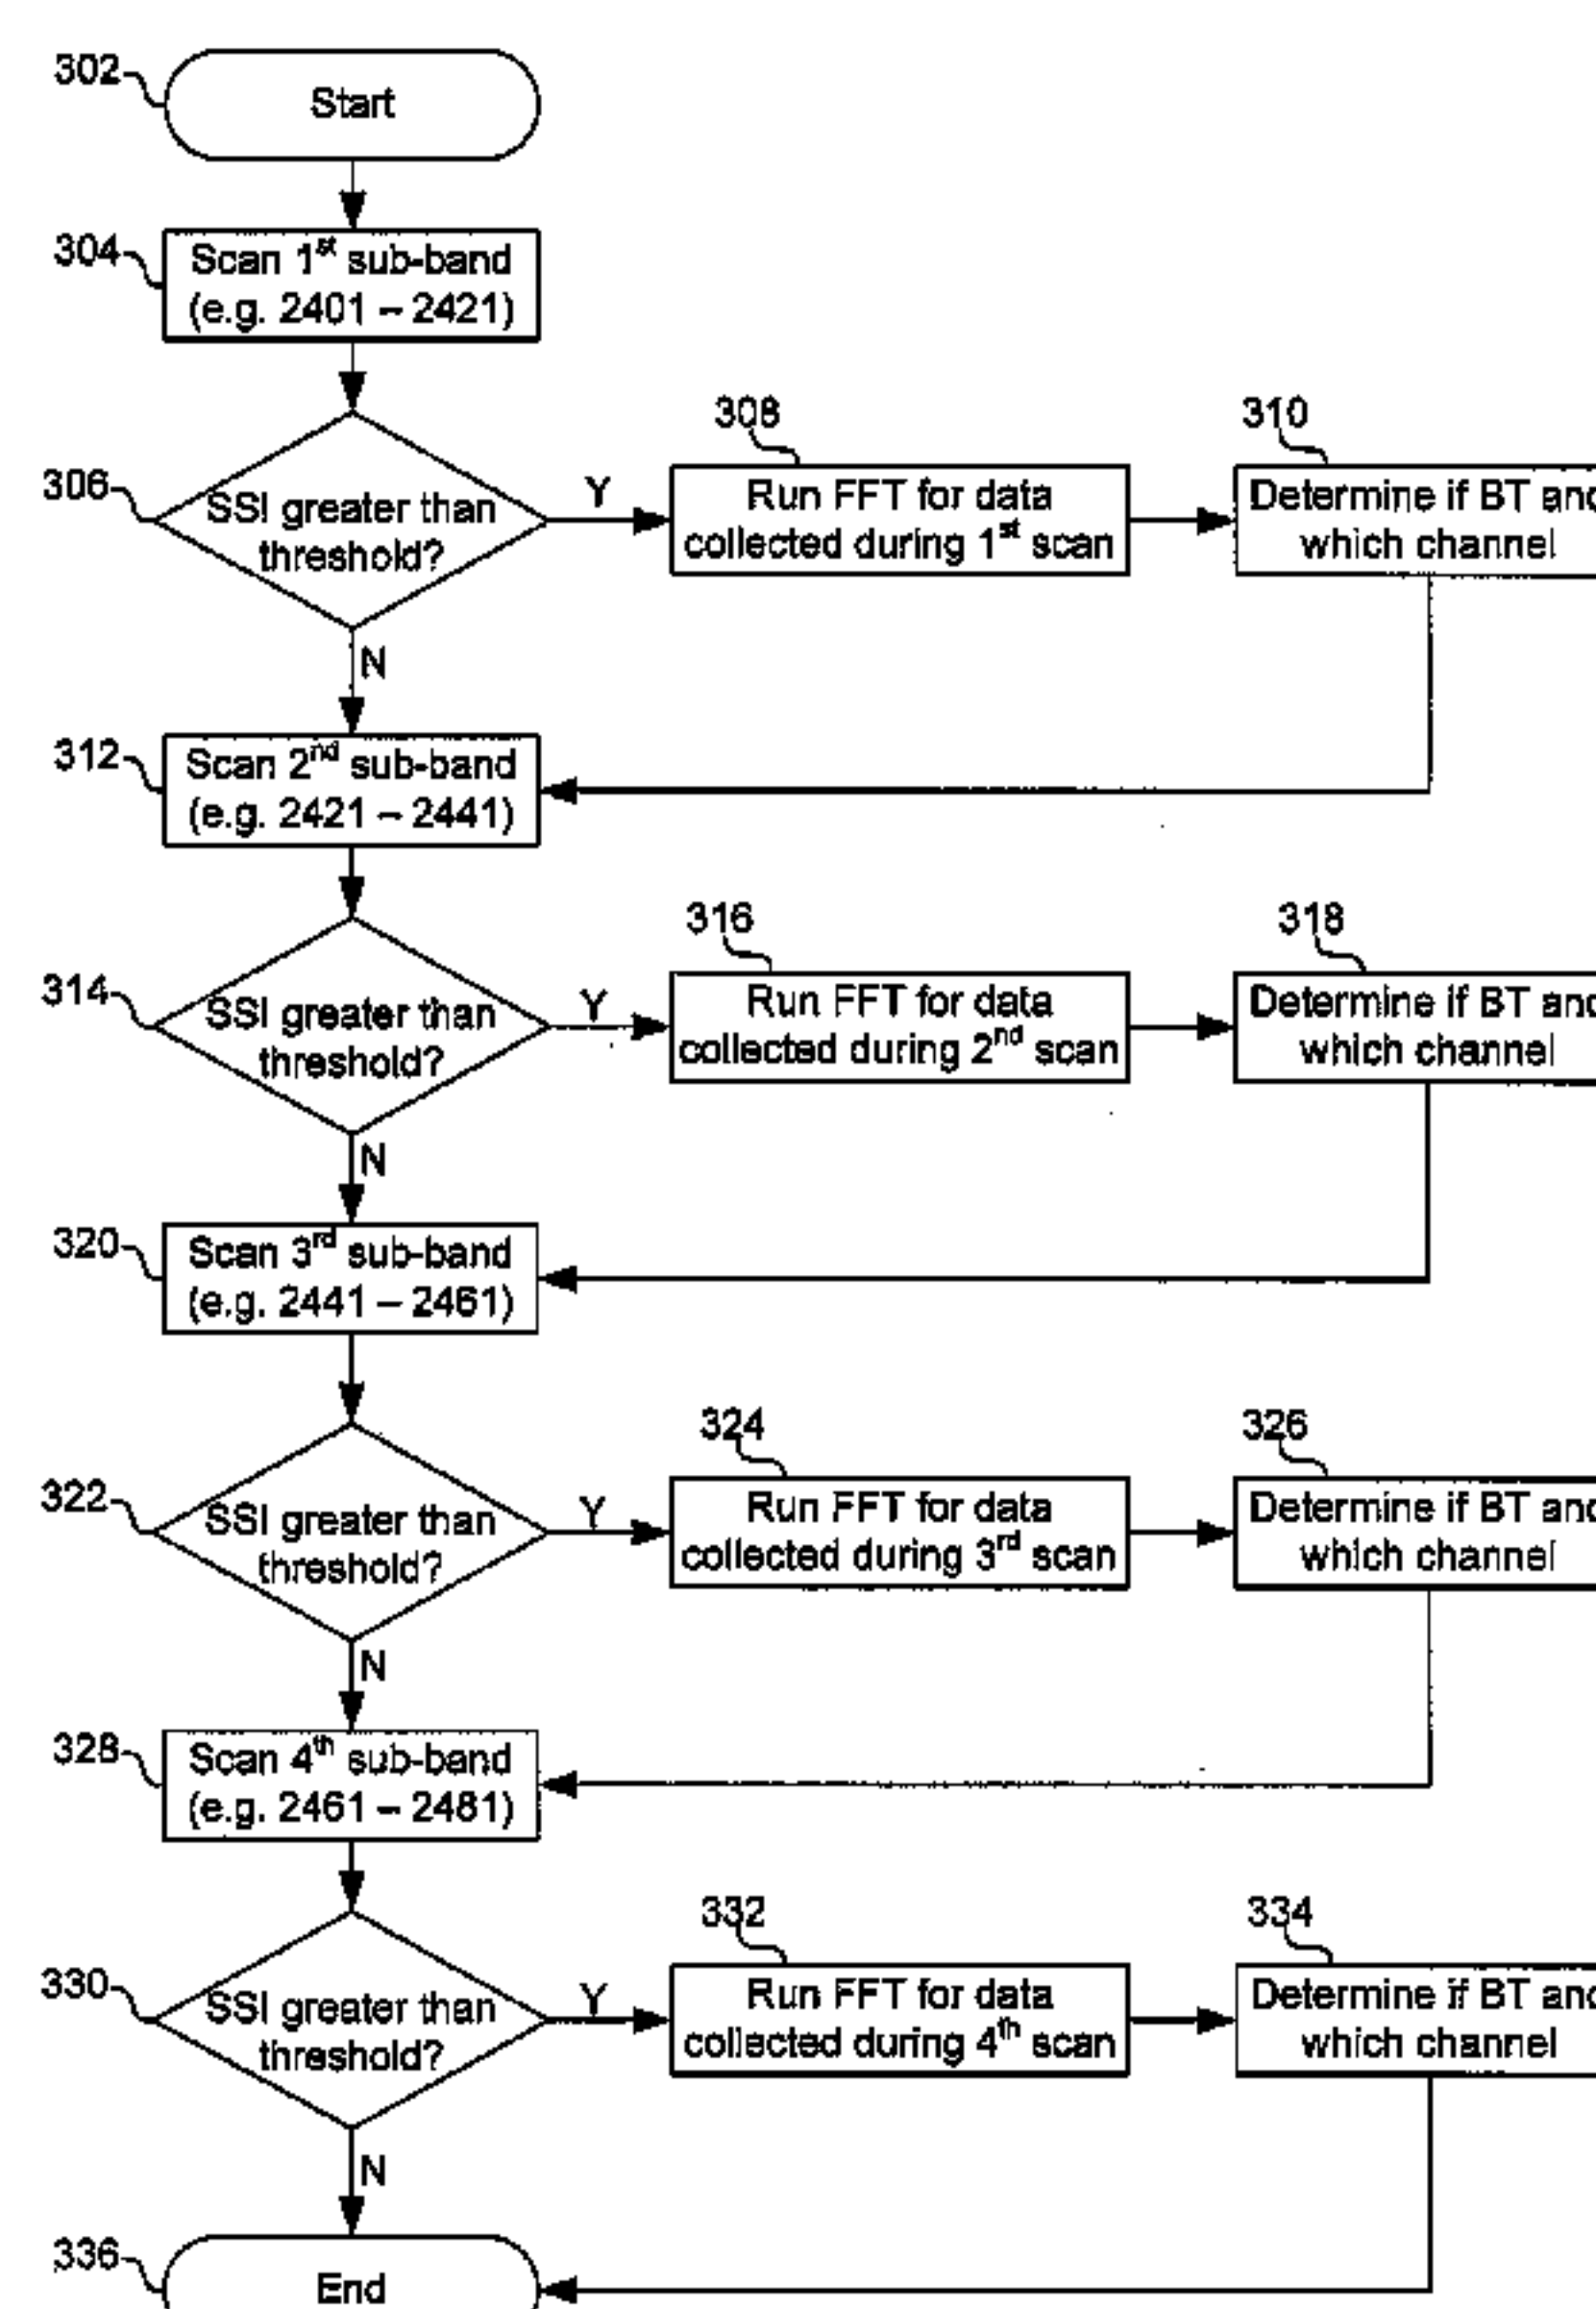 302
Start
304
Scan 1st sub-band
(e.g. 2401 – 2421)
306
SSI greater than
threshold?
Y
308
Run FFT for data
collected during 1st scan
310
Determine if BT and
which channel
N
312
Scan 2nd sub-band
(e.g. 2421 – 2441)
314
SSI greater than
threshold?
Y
316
Run FFT for data
collected during 2nd scan
318
Determine if BT and
which channel
N
320
Scan 3rd sub-band
(e.g. 2441 – 2461)
322
SSI greater than
threshold?
Y
324
Run FFT for data
collected during 3rd scan
326
Determine if BT and
which channel
N
328
Scan 4th sub-band
(e.g. 2461 – 2481)
330
SSI greater than
threshold?
Y
332
Run FFT for data
collected during 4th scan
334
Determine if BT and
which channel
N
336
End